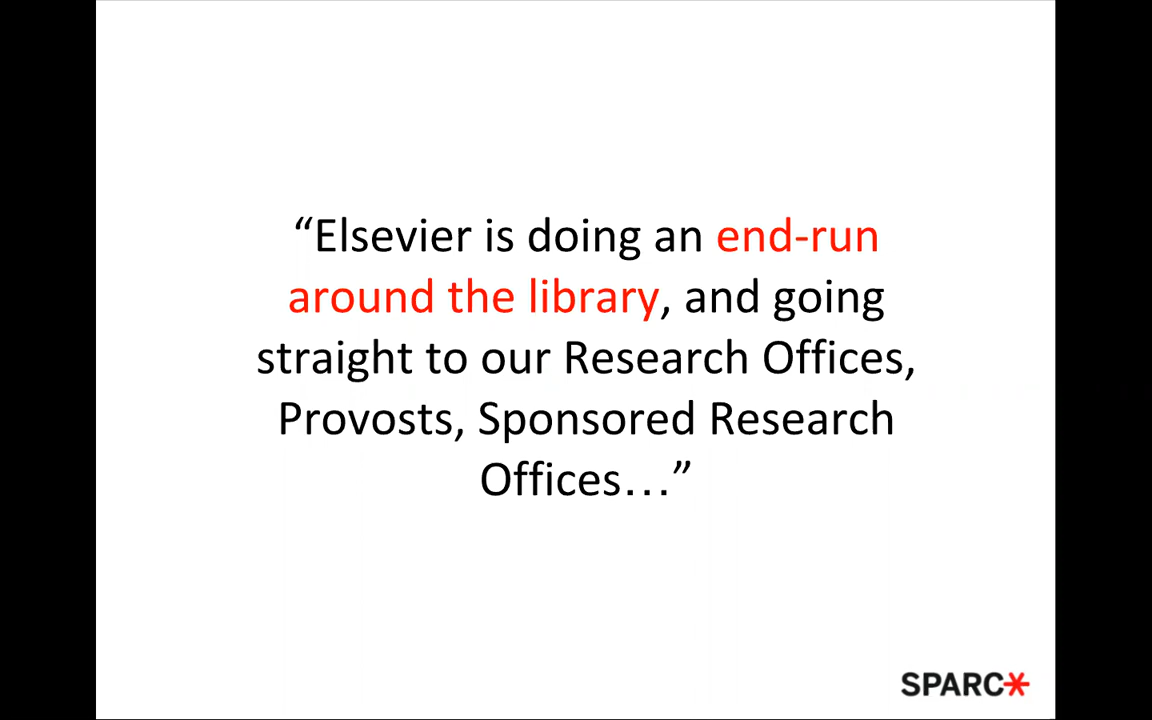 “Elsevier is doing an end-run
around the library, and going
straight to our Research Offices,
Provosts, Sponsored Research
Offices…”
SPARC*